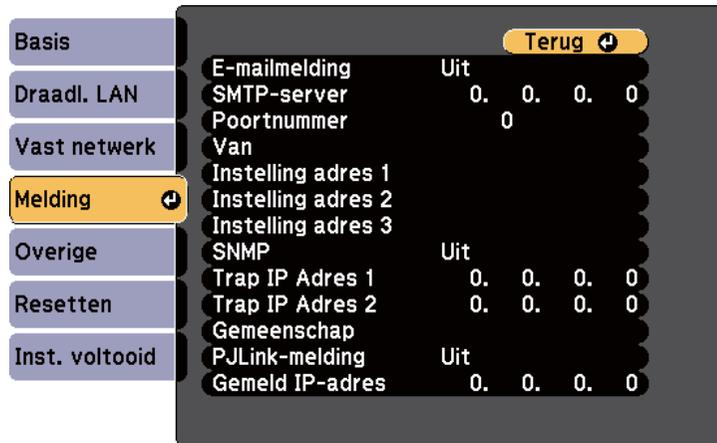 Basis
Draadl. LAN
Vast netwerk
Melding
Overige
Resetten
Inst. voltooid
Terug
E-mailmelding Uit
SMTP-server 0. 0. 0. 0
Poortnummer 0
Van
Instelling adres 1
Instelling adres 2
Instelling adres 3
SNMP Uit
Trap IP Adres 1 0. 0. 0. 0
Trap IP Adres 2 0. 0. 0. 0
Gemeenschap
PJLink-melding Uit
Gemeld IP-adres 0. 0. 0. 0